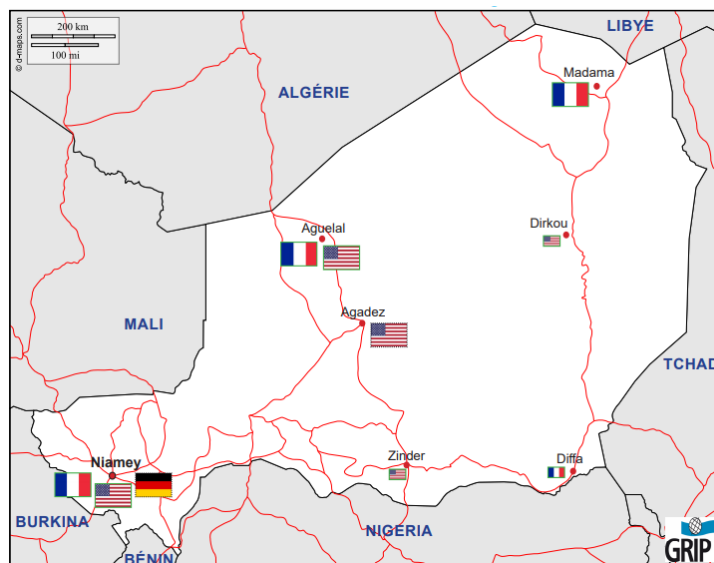 200 km
100 mi
© d-maps.com
LIBYE
Madama
ALGÉRIE
Aguelal
Dirkou
Agadez
MALI
TCHAD
Niamey
Zinder
Diffa
BURKINA
NIGERIA
BÉNIN
GRIP